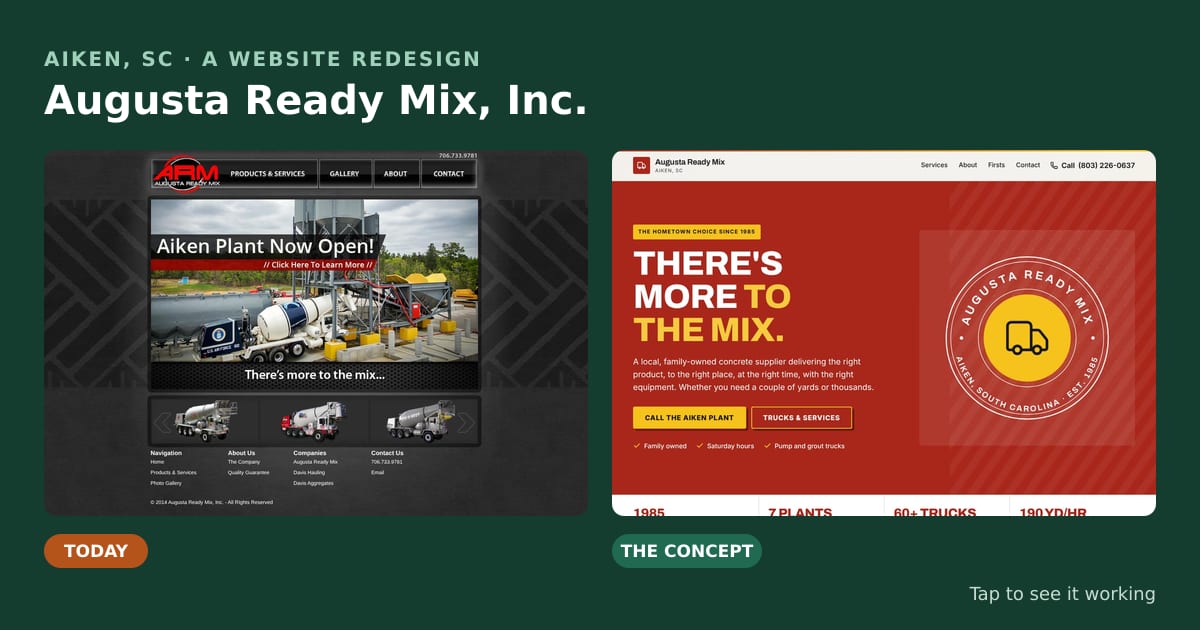 AIKEN, SC · A WEBSITE REDESIGN
Augusta Ready Mix, Inc.
706.733.9781
ARM
AUGUSTA READY MIX
PRODUCTS & SERVICES
GALLERY
ABOUT
CONTACT
Aiken Plant Now Open!
// Click Here To Learn More //
U.S. AIR FORCE
There's more to the mix...
Navigation
Home
Products & Services
Photo Gallery
About Us
The Company
Quality Guarantee
Companies
Augusta Ready Mix
Davis Hauling
Davis Aggregates
Contact Us
706.733.9781
Email
© 2014 Augusta Ready Mix, Inc. - All Rights Reserved
TODAY
Augusta Ready Mix
AIKEN, SC
Services
About
Firsts
Contact
Call (803) 226-0637
THE HOMETOWN CHOICE SINCE 1985
THERE'S
MORE TO
THE MIX.
A local, family-owned concrete supplier delivering the right
product, to the right place, at the right time, with the right
equipment. Whether you need a couple of yards or thousands.
CALL THE AIKEN PLANT
TRUCKS & SERVICES
Family owned
Saturday hours
Pump and grout trucks
AUGUSTA READY MIX
AIKEN, SOUTH CAROLINA · EST. 1985
1985
7 PLANTS
60+ TRUCKS
190 YD/HR
THE CONCEPT
Tap to see it working